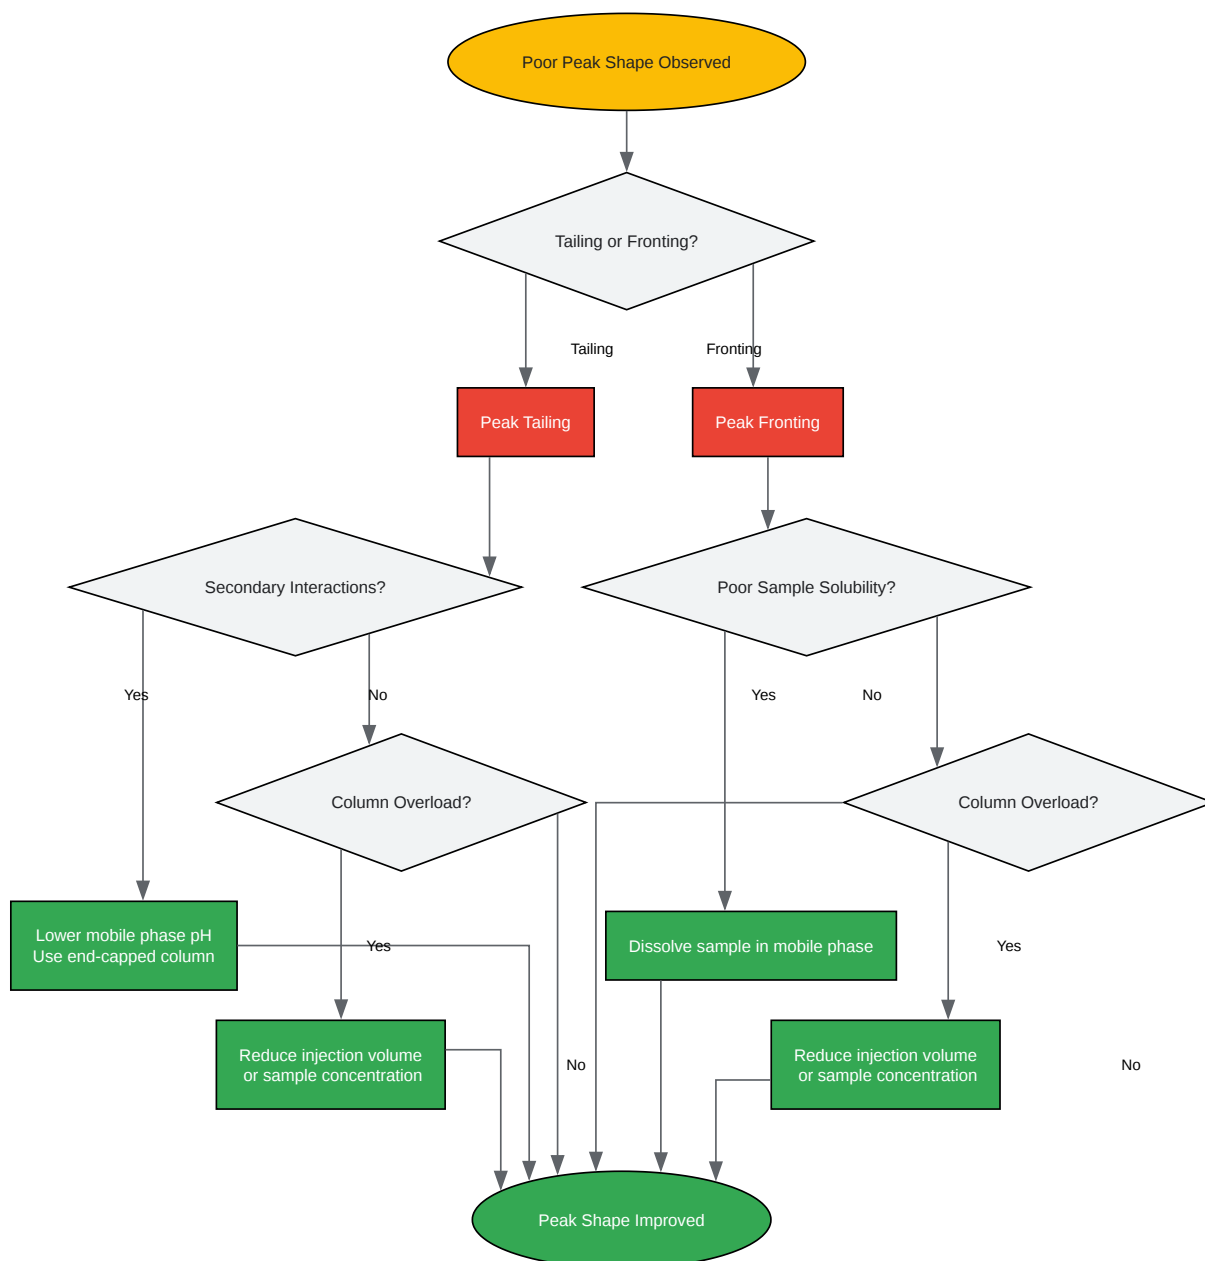 Poor Peak Shape Observed
Tailing or Fronting?
Tailing
Fronting
Peak Tailing
Peak Fronting
Secondary Interactions?
Poor Sample Solubility?
Yes
No
Yes
No
Column Overload?
Column Overload?
Lower mobile phase pH
Use end-capped column
Yes
Dissolve sample in mobile phase
Yes
Reduce injection volume
or sample concentration
No
Reduce injection volume
or sample concentration
No
Peak Shape Improved